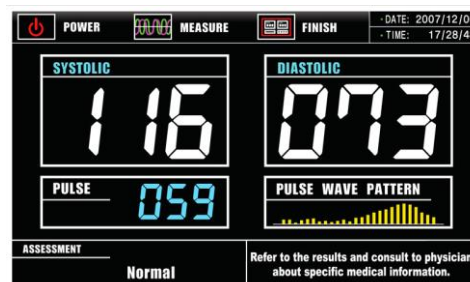 POWER MEASURE FINISH
- DATE: 2007/12/0
- TIME: 17/28/4
SYSTOLIC
116
DIASTOLIC
073
PULSE
059
PULSE WAVE PATTERN
ASSESSMENT
Normal
Refer to the results and consult to physician
about specific medical information.